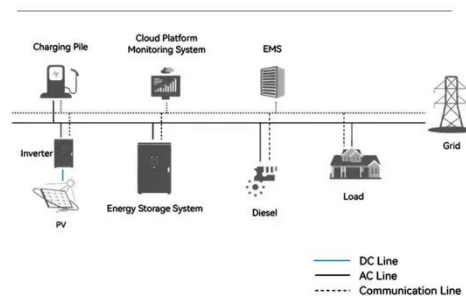 Charging Pile
Cloud Platform
Monitoring System
EMS
Grid
Inverter
PV
Energy Storage System
Diesel
Load
DC Line
AC Line
Communication Line